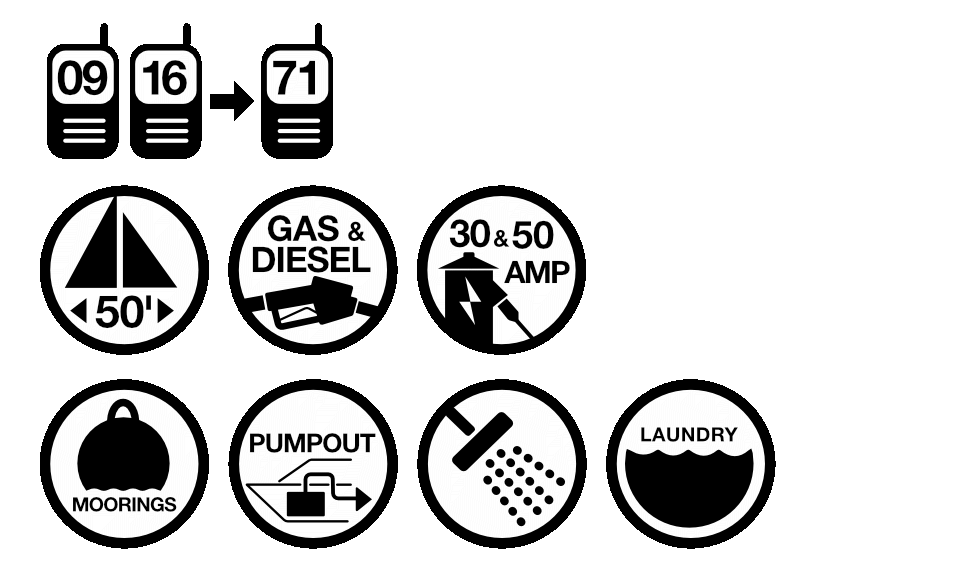 09 16 71
50'
GAS &
DIESEL
30 & 50
AMP
MOORINGS
PUMPOUT
LAUNDRY